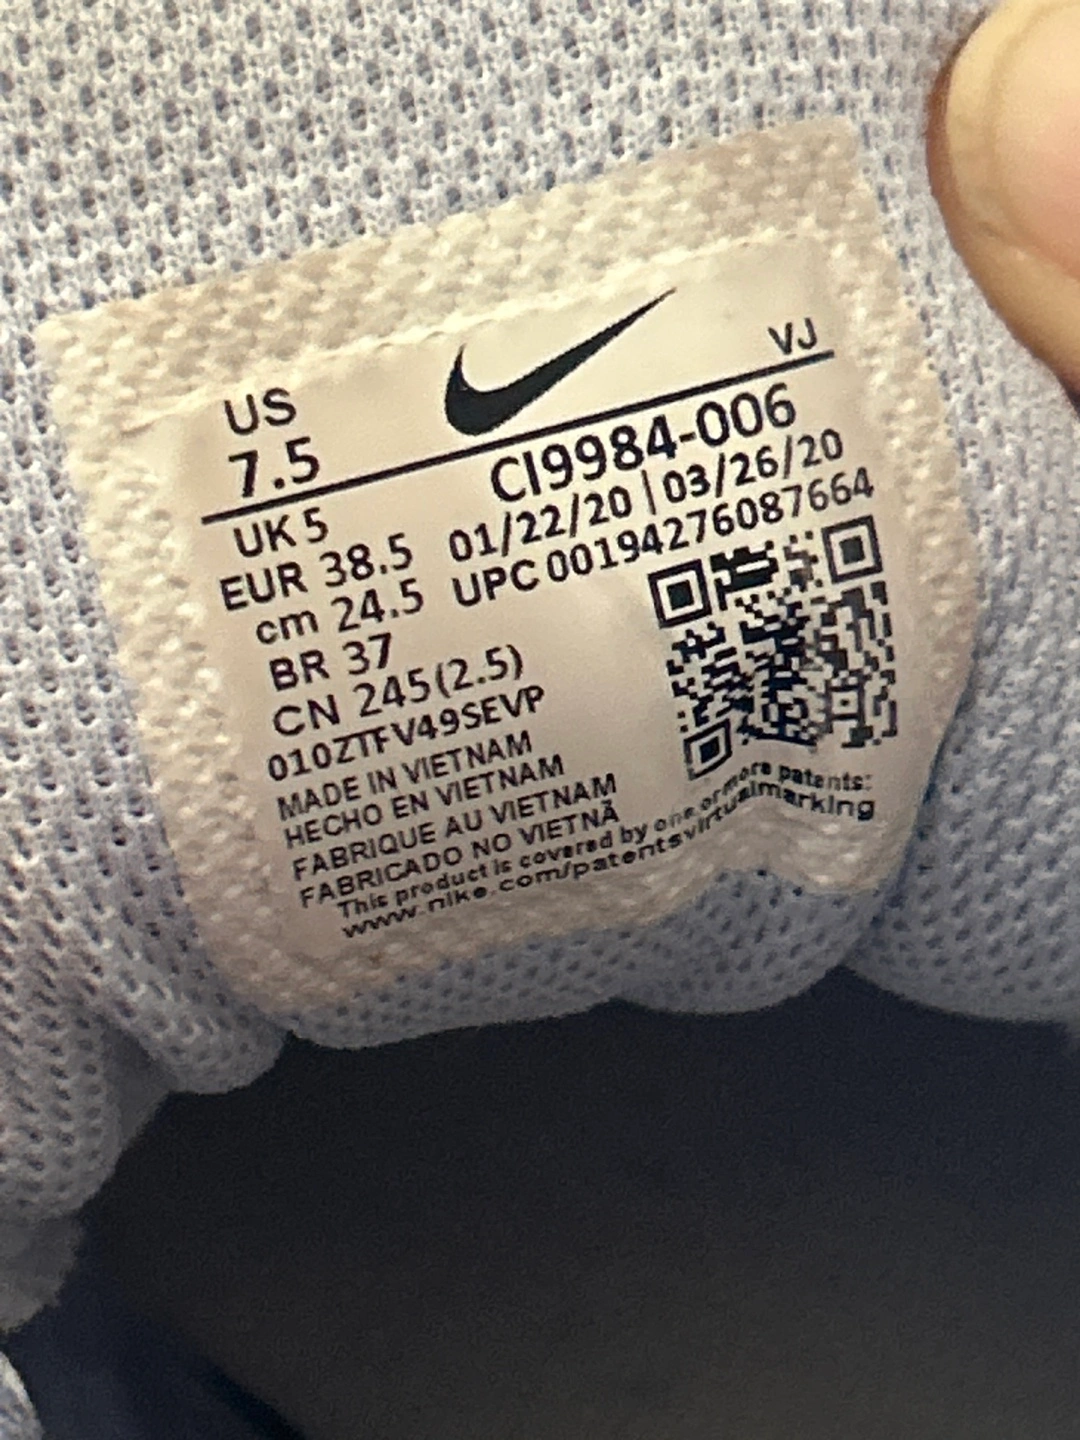 VJ
US
7.5
CI9984-006
UK 5
01/22/20 | 03/26/20
EUR 38.5
UPC 00194276087664
cm 24.5
BR 37
CN 245(2.5)
010ZTFV49SEVP
MADE IN VIETNAM
HECHO EN VIETNAM
FABRIQUE AU VIETNAM
FABRICADO NO VIETNÃ
This product is covered by one or more patents:
www.nike.com/patentsvirtualmarking